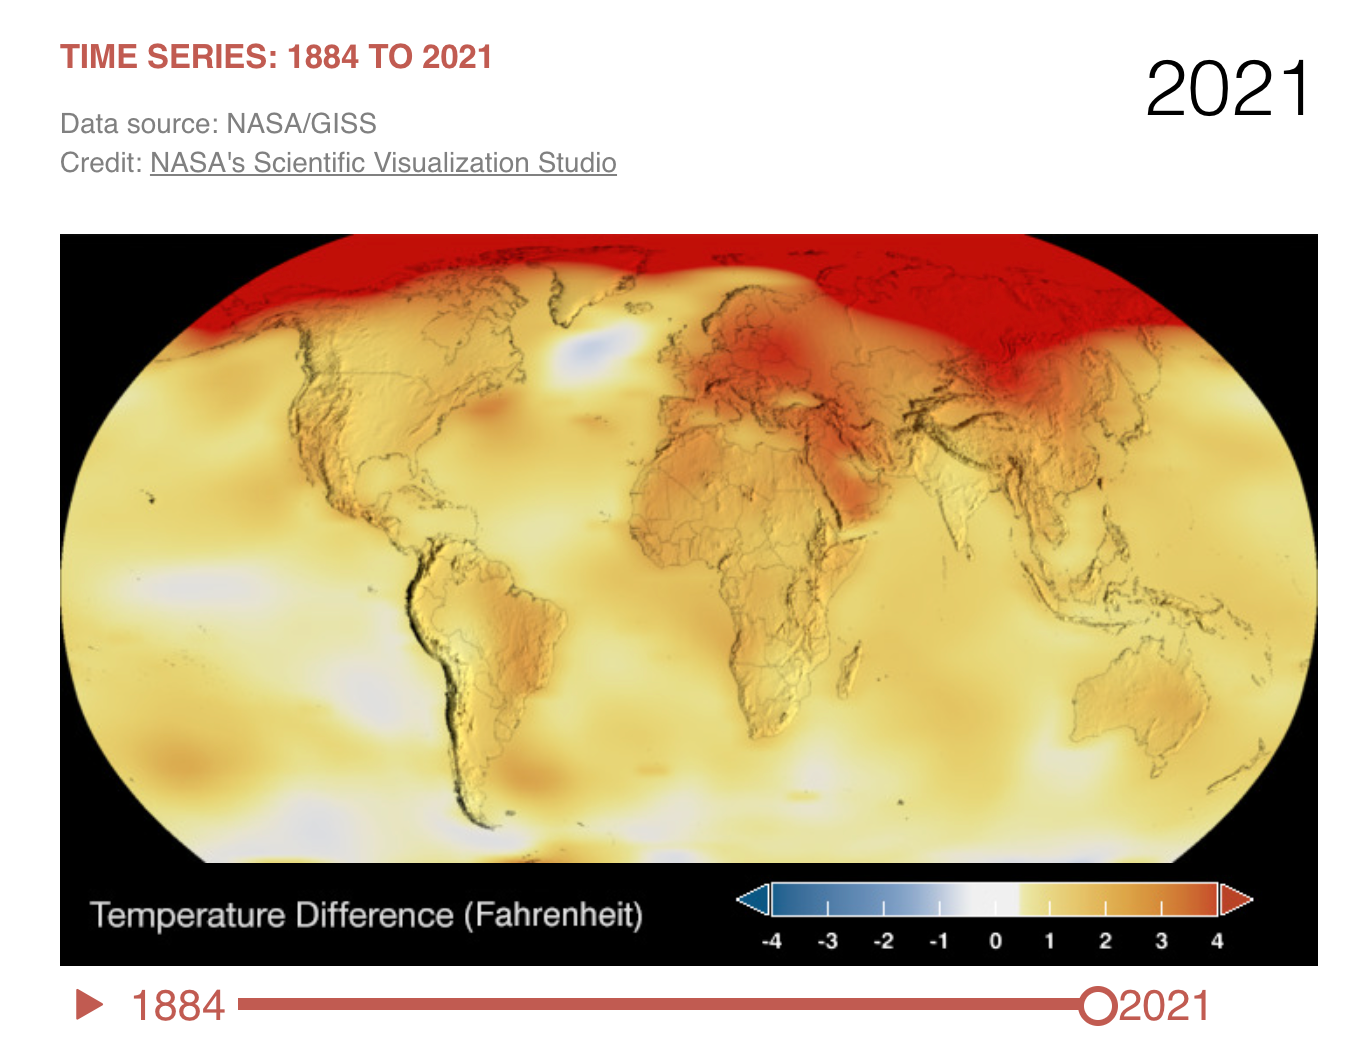 TIME SERIES: 1884 TO 2021
2021
Data source: NASA/GISS
Credit: NASA's Scientific Visualization Studio
Temperature Difference (Fahrenheit)
-4 -3 -2 -1 0 1 2 3 4
1884 2021